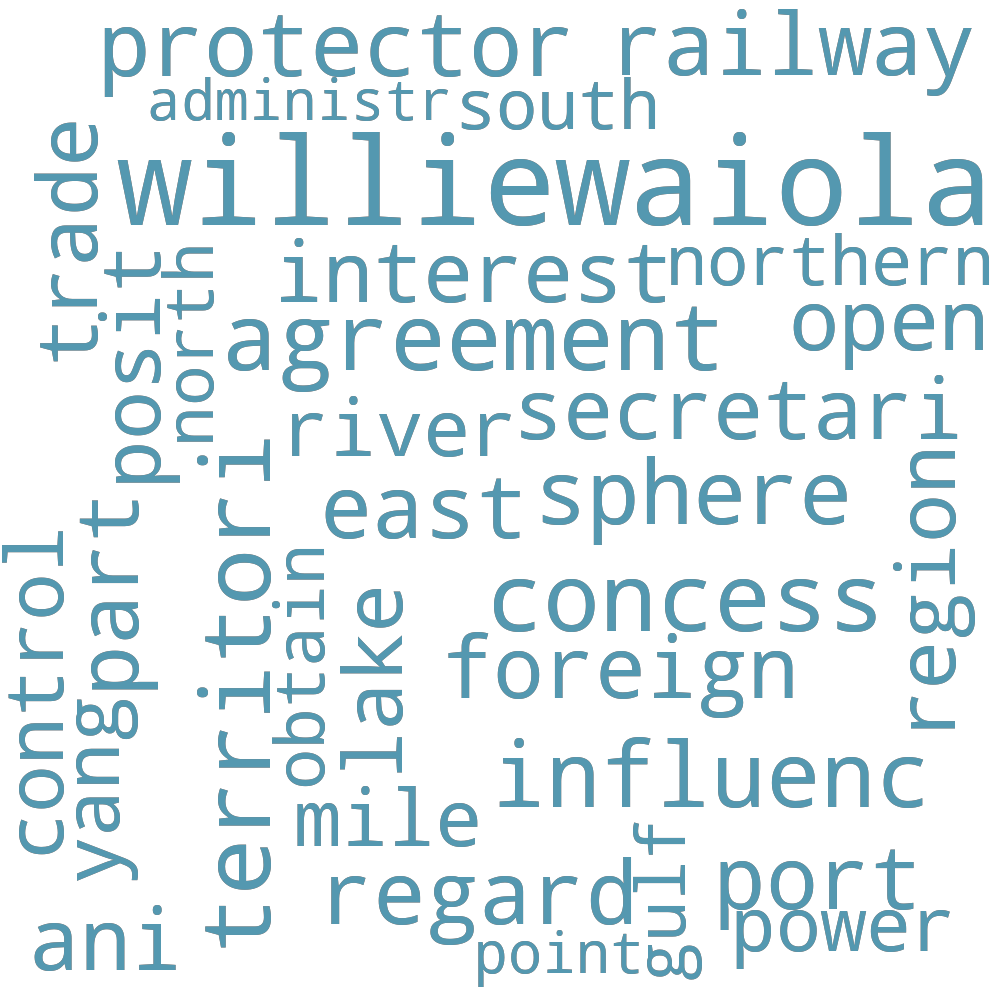 protector railway
administr south
williewaiola
trade
posit
north
interest
northern
agreement
open
river
secretari
territori
east
sphere
regioni
control
part
yang
obtain
lake
concess
foreign
influenc
mile
regard
gulf
port
power
ani
point